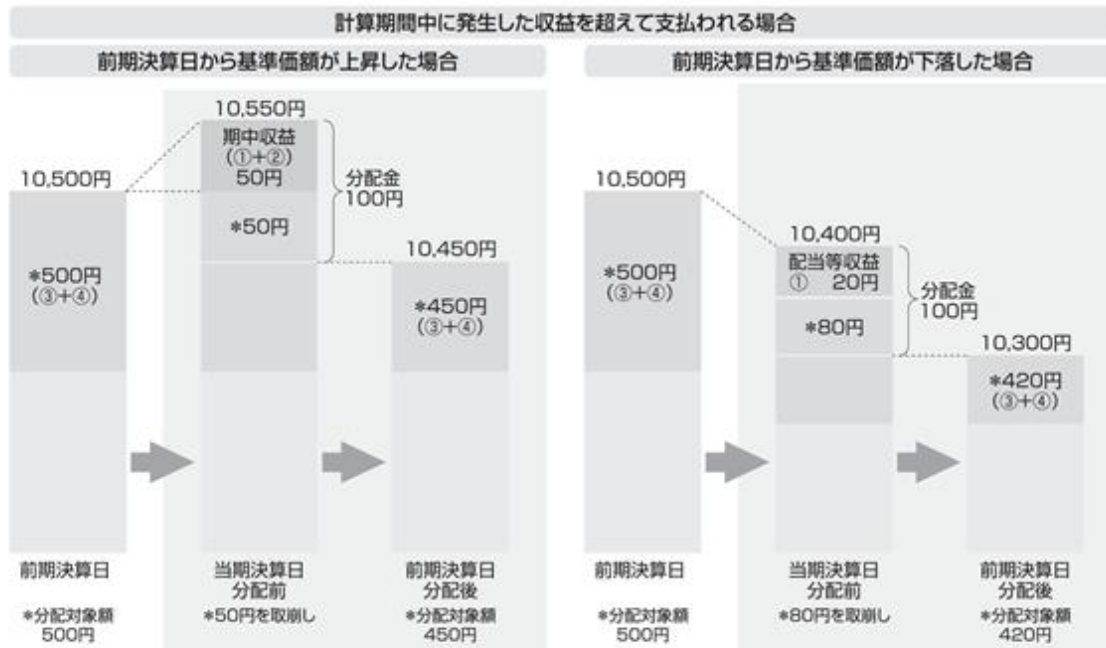 計算期間中に発生した収益を超えて支払われる場合
前期決算日から基準価額が上昇した場合
10,550円
期中収益
(①+②)
50円
分配金
100円
10,500円
*50円
10,450円
*500円
(③+④)
*450円
(③+④)
前期決算日
当期決算日
分配前
前期決算日
分配後
*分配対象額
500円
*50円を取崩し
*分配対象額
450円
前期決算日から基準価額が下落した場合
10,500円
10,400円
配当等収益
① 20円
分配金
100円
*500円
(③+④)
*80円
10,300円
*420円
(③+④)
前期決算日
当期決算日
分配前
前期決算日
分配後
*分配対象額
500円
*80円を取崩し
*分配対象額
420円